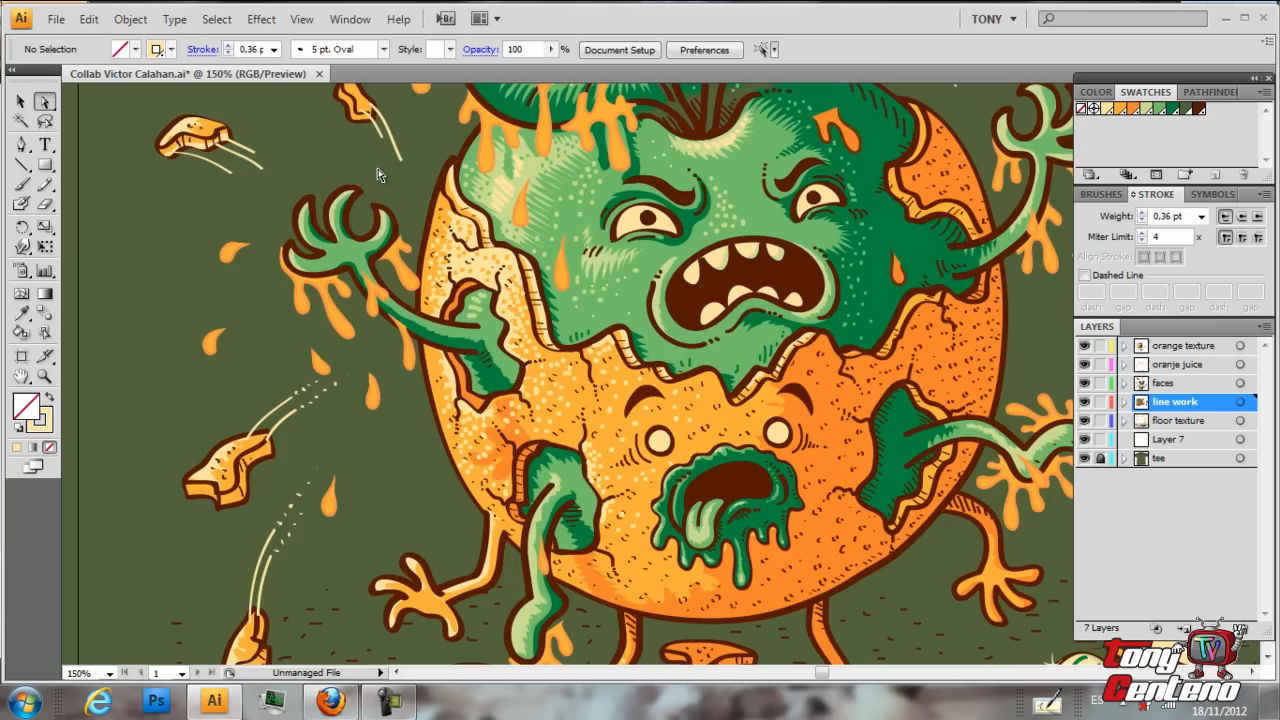 Ai File Edit Object Type Select Effect View Window Help Br TONY
No Selection Stroke: 0,36 p 5 pt. Oval Style: Opacity: 100 % Document Setup Preferences
Collab Victor Calahan.ai* @ 150% (RGB/Preview)
COLOR SWATCHES PATHFINDE
BRUSHES STROKE SYMBOLS
Weight: 0,36 pt
Miter Limit: 4 x
Align Stroke:
Dashed Line
dash gap dash gap dash gap
LAYERS
orange texture
oranje juice
faces
line work
floor texture
Layer 7
tee
7 Layers
150% 1 Unmanaged File
Tony TV
Centeno
Ps Ai ES
18/11/2012